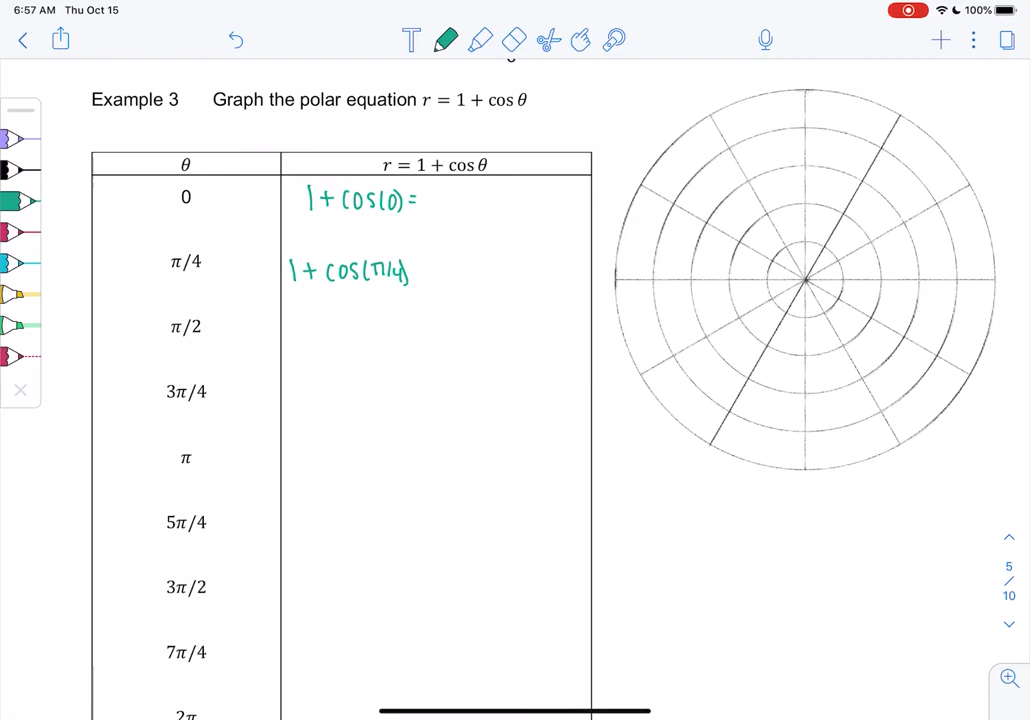 6:57 AM Thu Oct 15
100%
T
Example 3 Graph the polar equation r = 1 + cos θ
θ r = 1 + cos θ
0 1 + cos(0) =
π/4 1 + cos(π/4)
π/2
3π/4
π
5π/4
3π/2
7π/4
2π
5
/
10